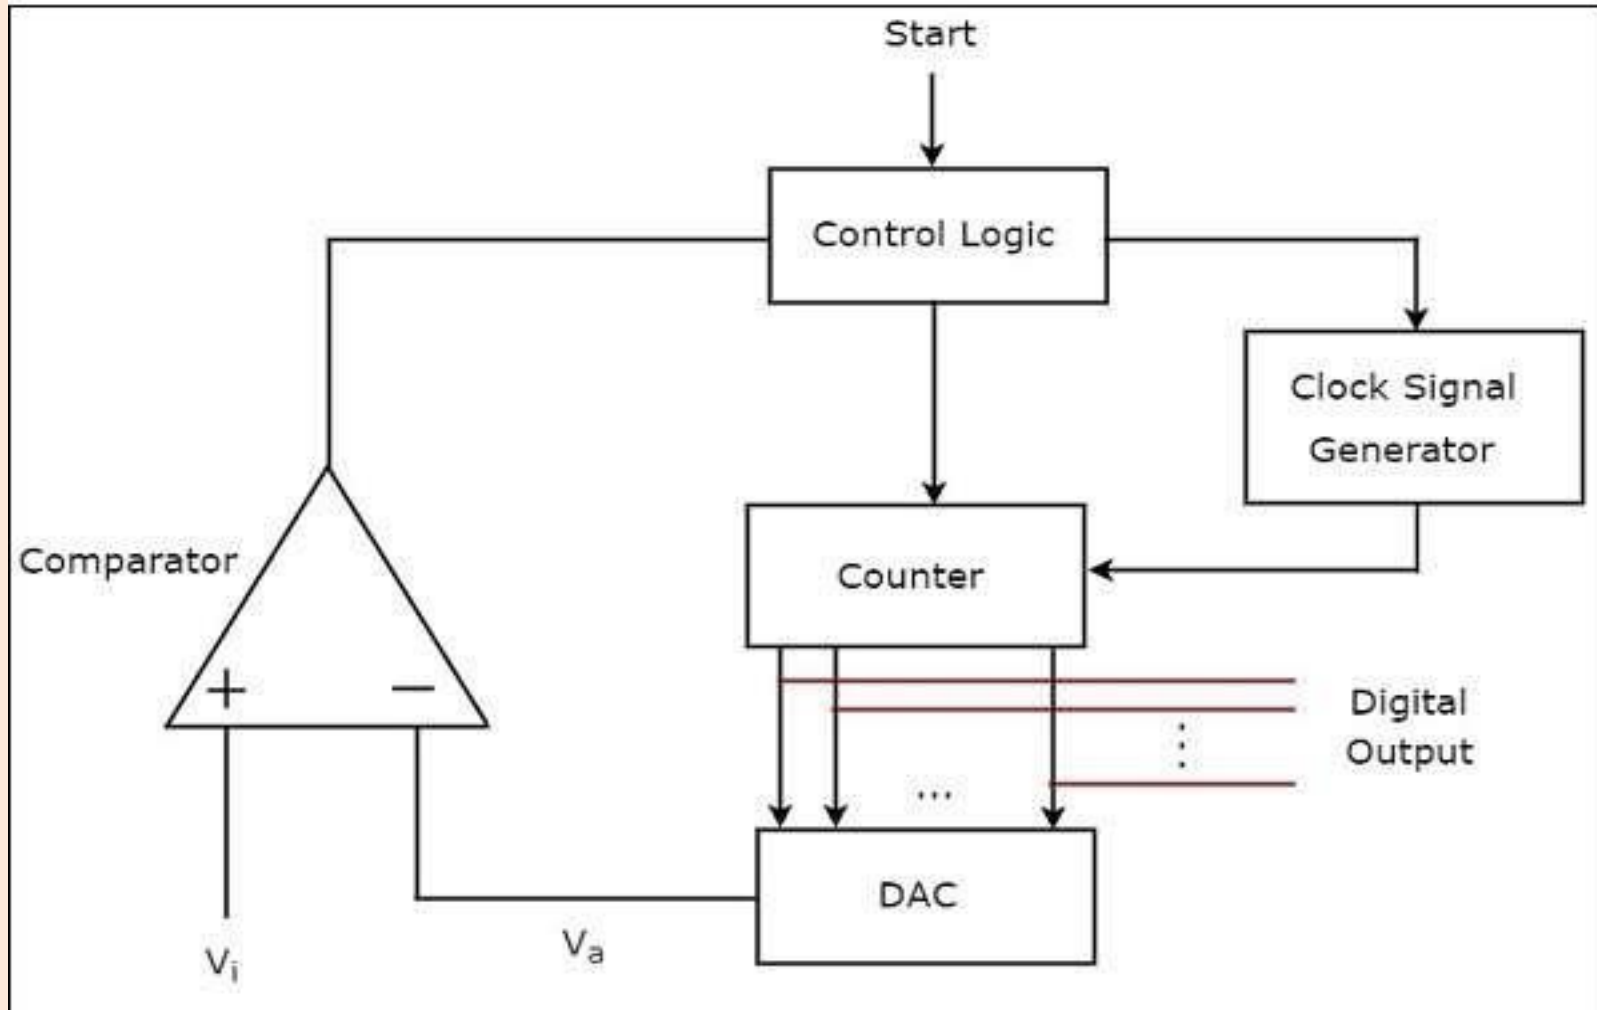 Start
Control Logic
Clock Signal
Generator
Comparator
Counter
+ −
Digital
Output
⋮
...
DAC
Va
Vi